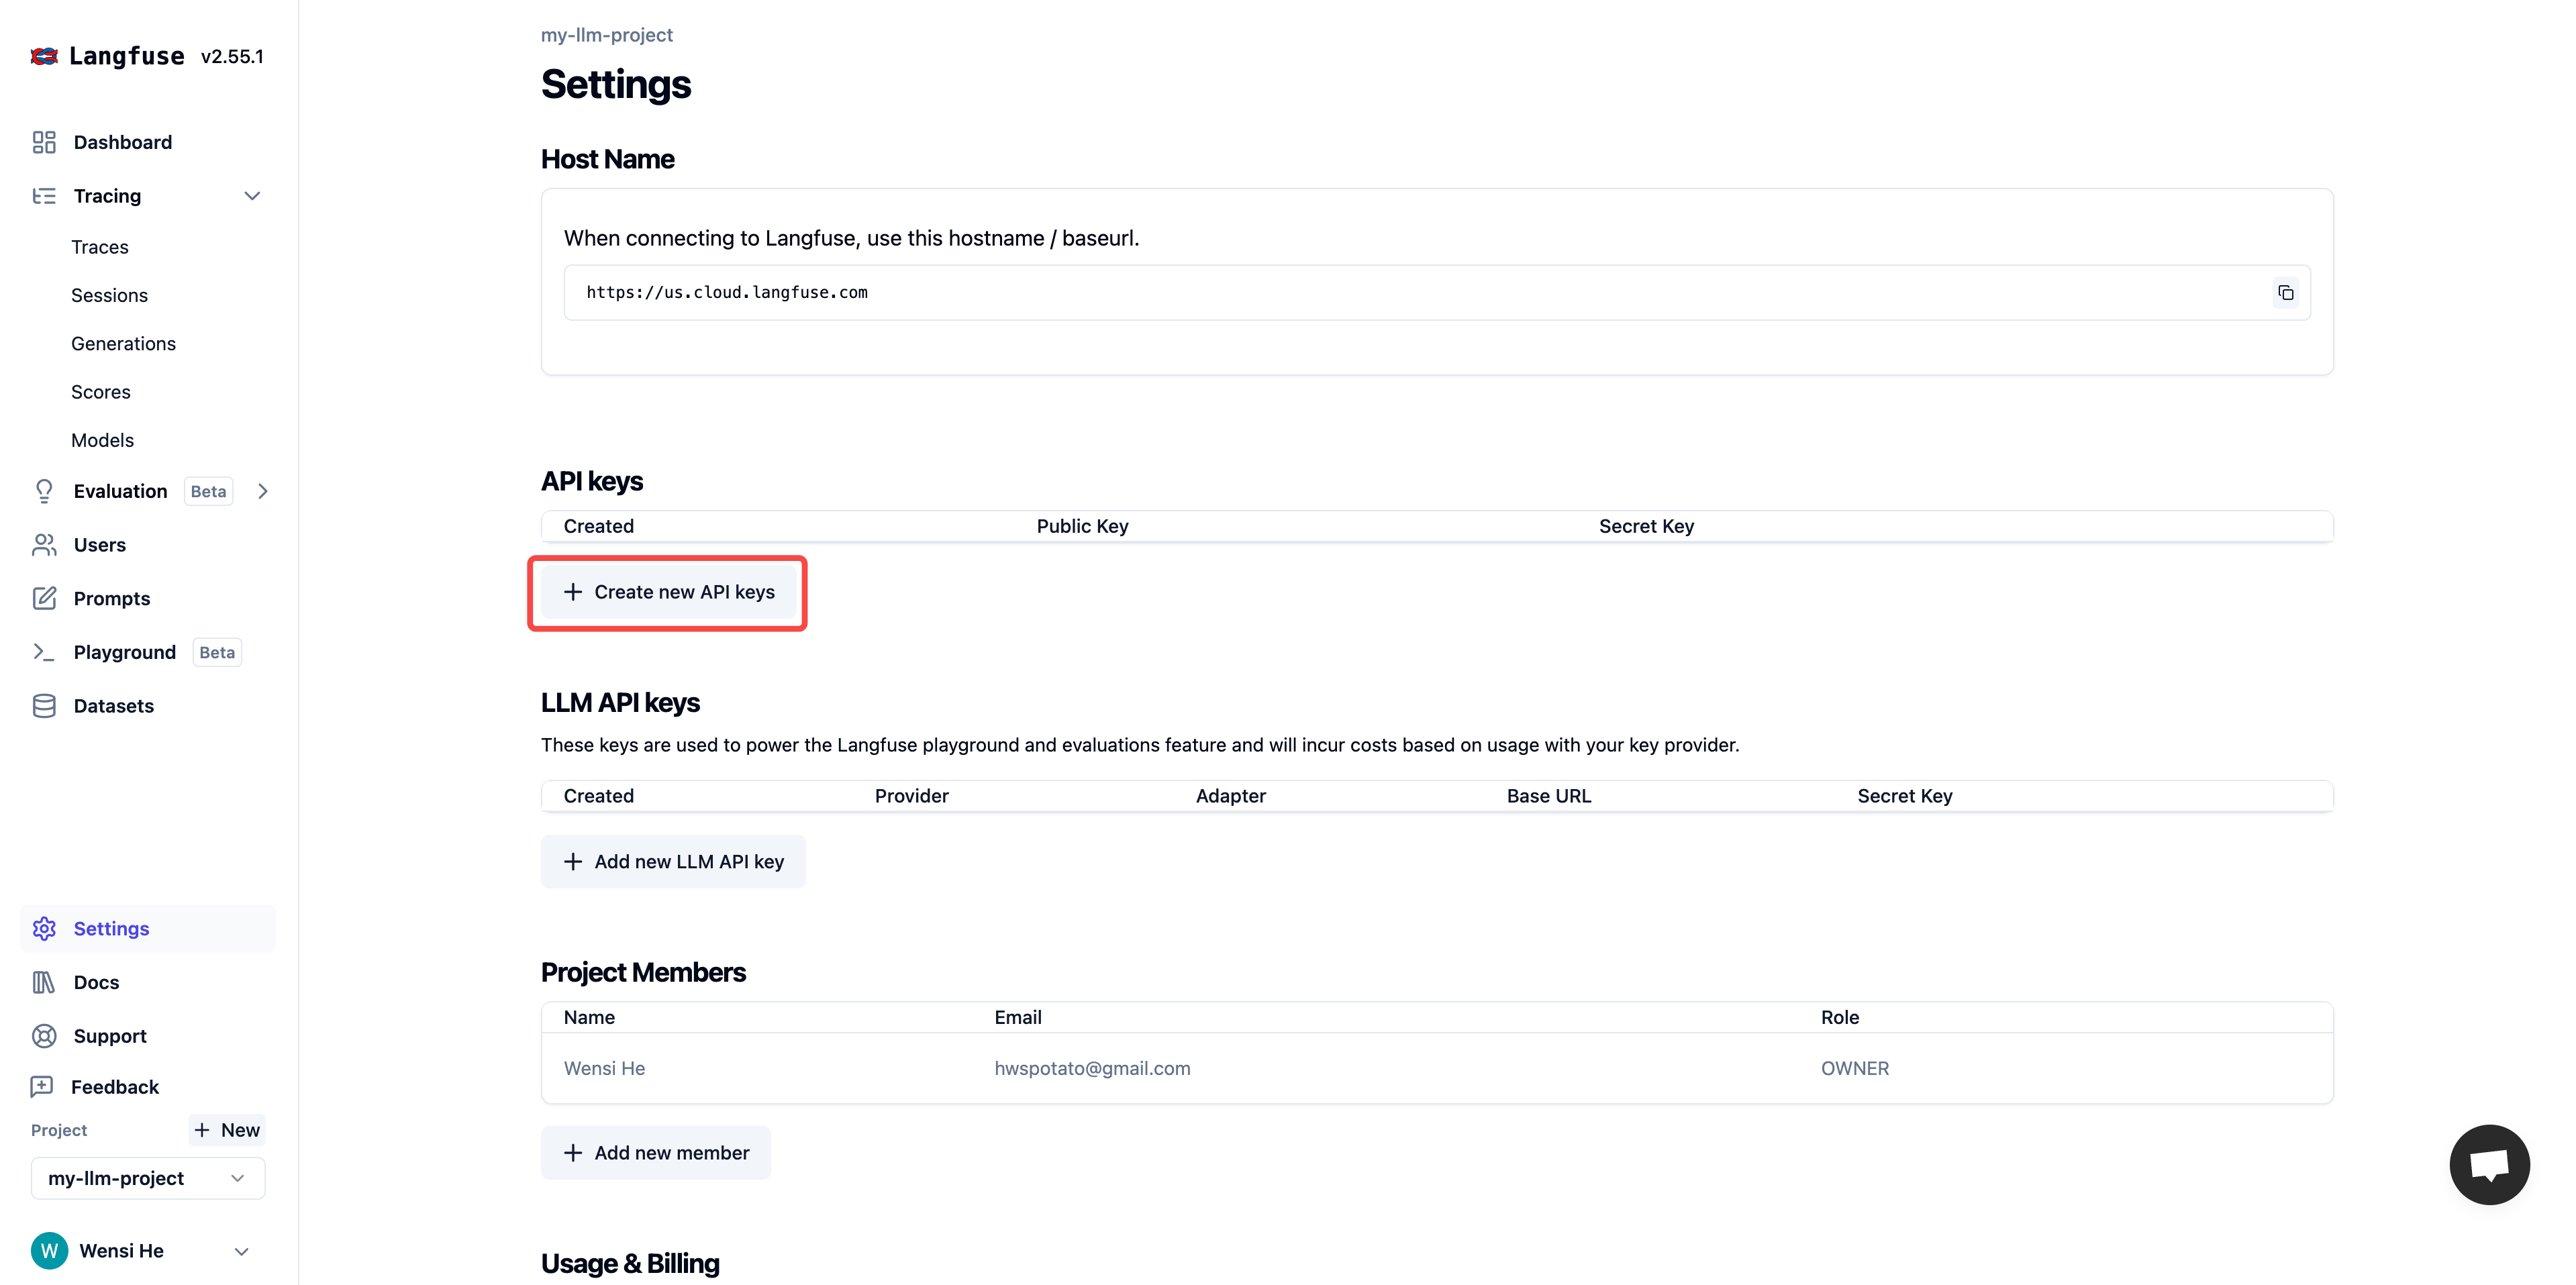 Langfuse v2.55.1
Dashboard
Tracing
Traces
Sessions
Generations
Scores
Models
Evaluation Beta
Users
Prompts
Playground Beta
Datasets
Settings
Docs
Support
Feedback
Project + New
my-llm-project
W Wensi He
my-llm-project
Settings
Host Name
When connecting to Langfuse, use this hostname / baseurl.
https://us.cloud.langfuse.com
API keys
Created Public Key Secret Key
+ Create new API keys
LLM API keys
These keys are used to power the Langfuse playground and evaluations feature and will incur costs based on usage with your key provider.
Created Provider Adapter Base URL Secret Key
+ Add new LLM API key
Project Members
Name Email Role
Wensi He hwspotato@gmail.com OWNER
+ Add new member
Usage & Billing